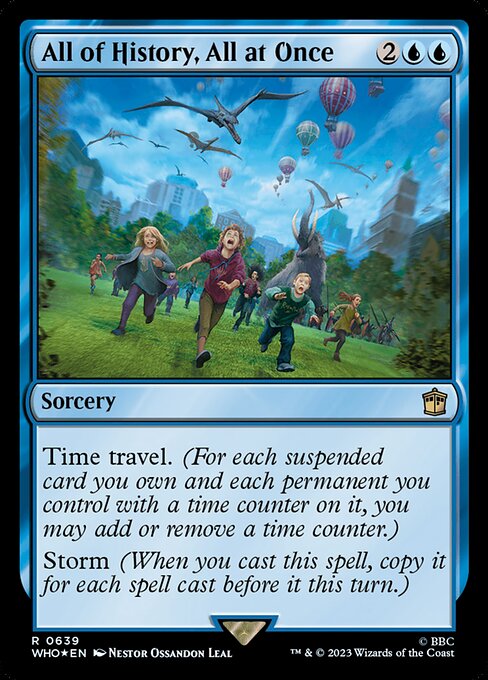 All of History, All at Once 2
Sorcery
Time travel. (For each suspended
card you own and each permanent you
control with a time counter on it, you
may add or remove a time counter.)
Storm (When you cast this spell, copy it
for each spell cast before it this turn.)
R 0639
WHO★EN Nestor Ossandon Leal
© BBC
™ & © 2023 Wizards of the Coast